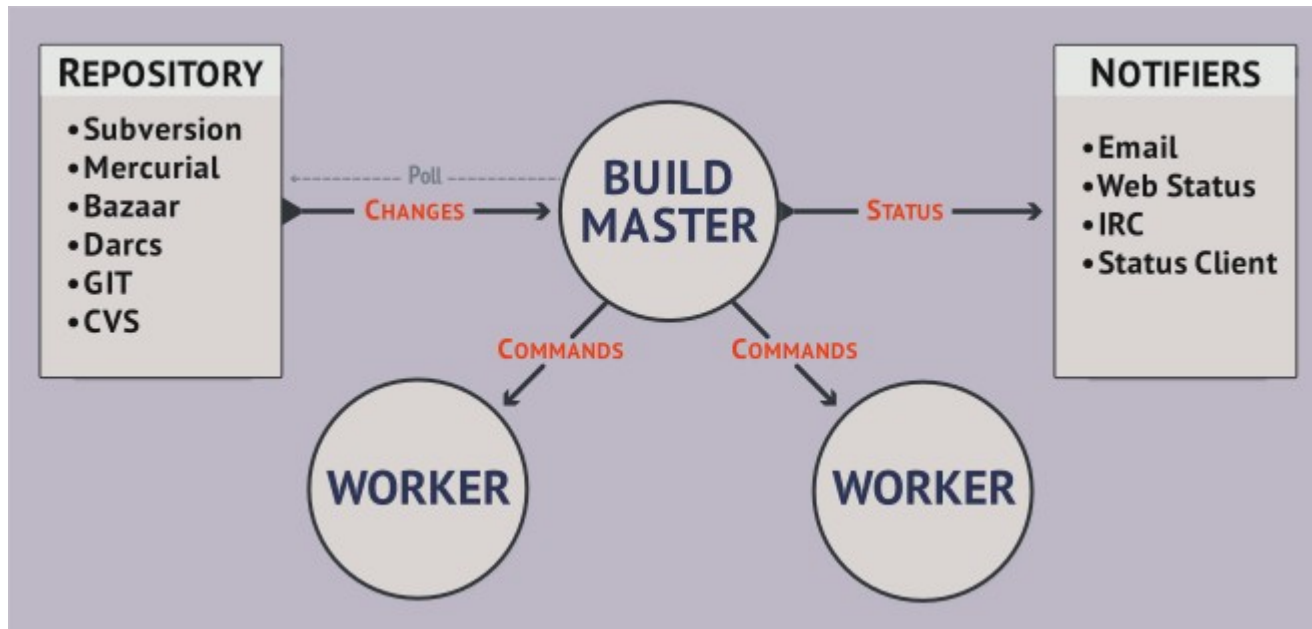 REPOSITORY
•Subversion
•Mercurial
•Bazaar
•Darcs
•GIT
•CVS
Poll
CHANGES
BUILD
MASTER
STATUS
NOTIFIERS
•Email
•Web Status
•IRC
•Status Client
COMMANDS
COMMANDS
WORKER
WORKER